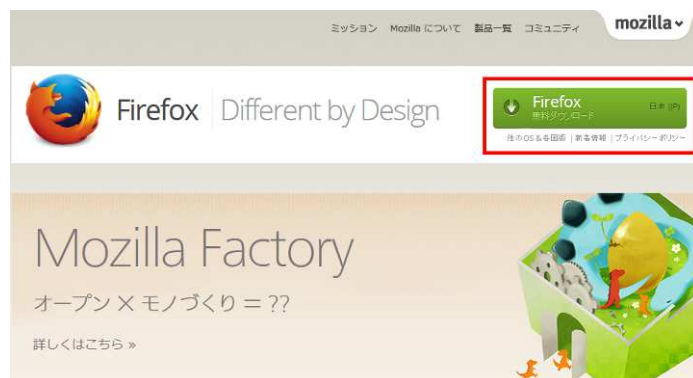 ミッション Mozilla について 製品一覧 コミュニティ
mozilla
Firefox Different by Design
Firefox 日本 (JP)
無料ダウンロード
他の OS & 各国版 | 新着情報 | プライバシーポリシー
Mozilla Factory
オープン × モノづくり = ??
詳しくはこちら »